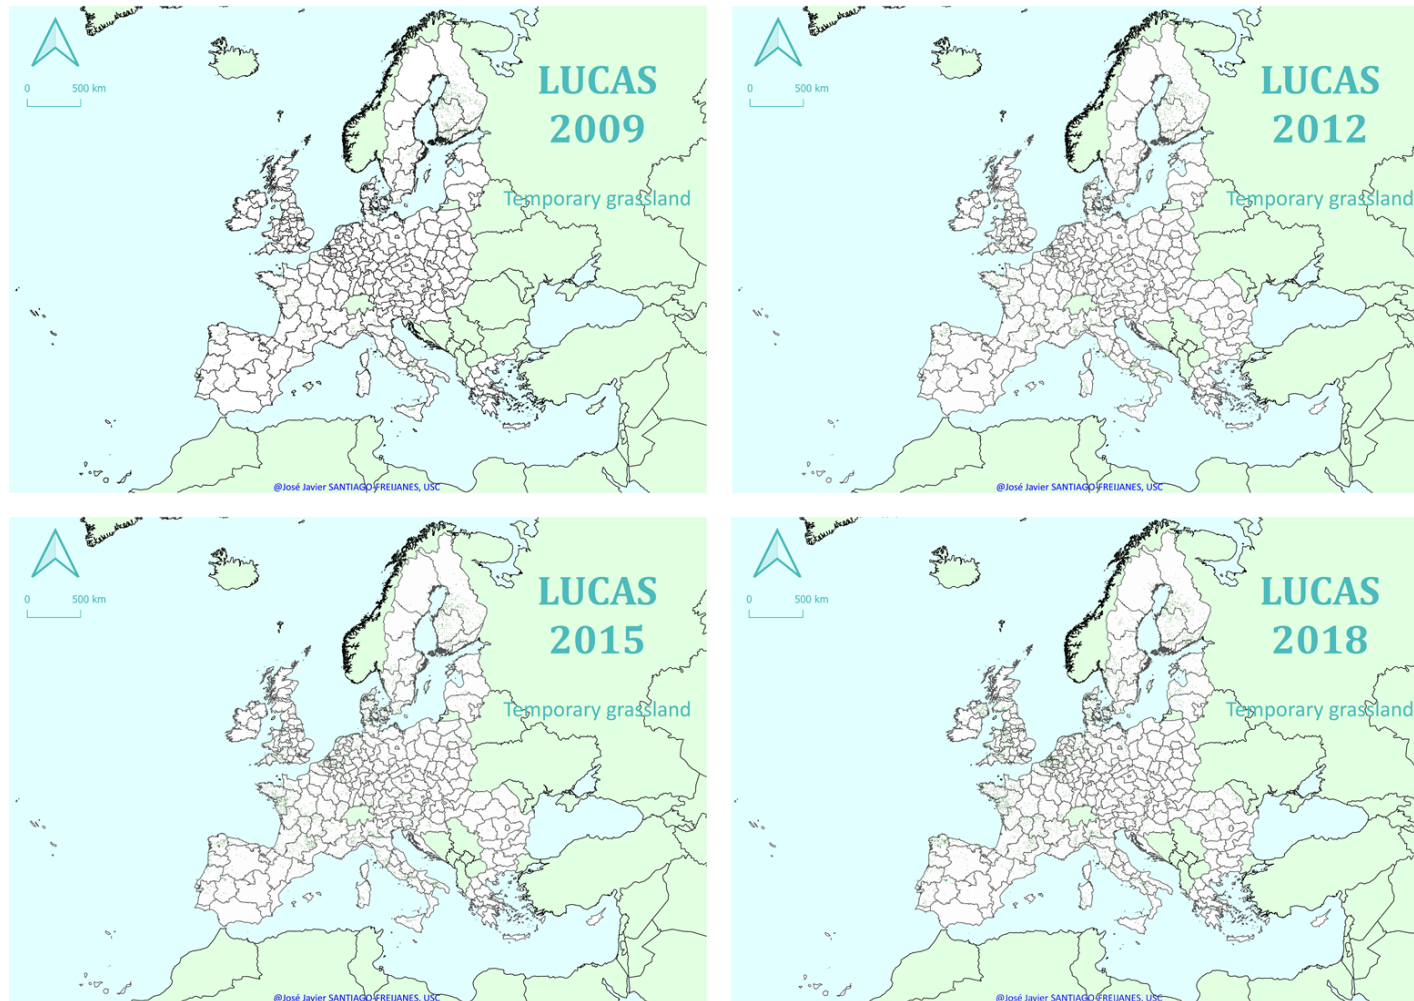 0 500 km
LUCAS
2009
Temporary grassland
@José Javier SANTIAGO-FREIJANES, USC
0 500 km
LUCAS
2012
Temporary grassland
@José Javier SANTIAGO-FREIJANES, USC
0 500 km
LUCAS
2015
Temporary grassland
@José Javier SANTIAGO-FREIJANES, USC
0 500 km
LUCAS
2018
Temporary grassland
@José Javier SANTIAGO-FREIJANES, USC